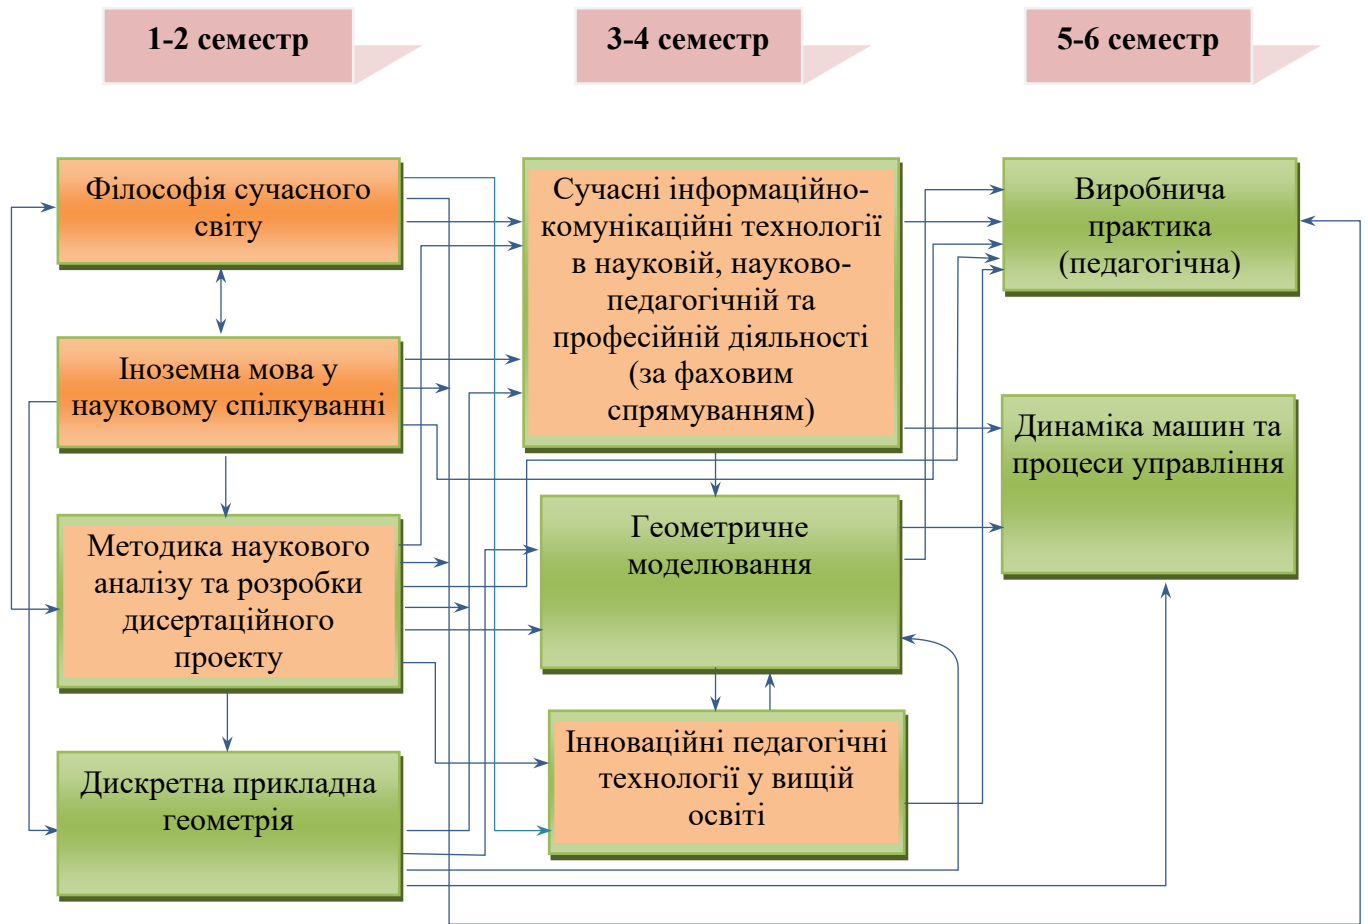 1-2 семестр
3-4 семестр
5-6 семестр
Філософія сучасного
світу
Іноземна мова у
науковому спілкуванні
Методика наукового
аналізу та розробки
дисертаційного
проекту
Дискретна прикладна
геометрія
Сучасні інформаційно-
комунікаційні технології
в науковій, науково-
педагогічній та
професійній діяльності
(за фаховим
спрямуванням)
Геометричне
моделювання
Інноваційні педагогічні
технології у вищій
освіті
Виробнича
практика
(педагогічна)
Динаміка машин та
процеси управління